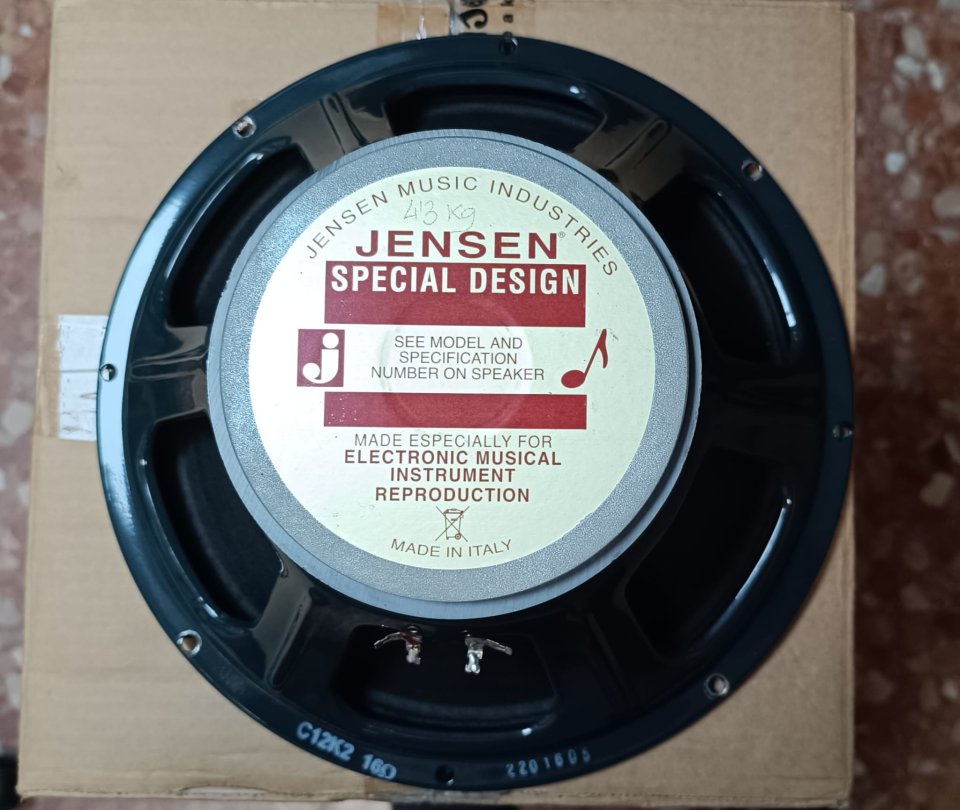 JENSEN MUSIC INDUSTRIES
4'3 Kg
JENSEN®
SPECIAL DESIGN
j
SEE MODEL AND
SPECIFICATION
NUMBER ON SPEAKER
MADE ESPECIALLY FOR
ELECTRONIC MUSICAL
INSTRUMENT
REPRODUCTION
MADE IN ITALY
C12K2 16Ω